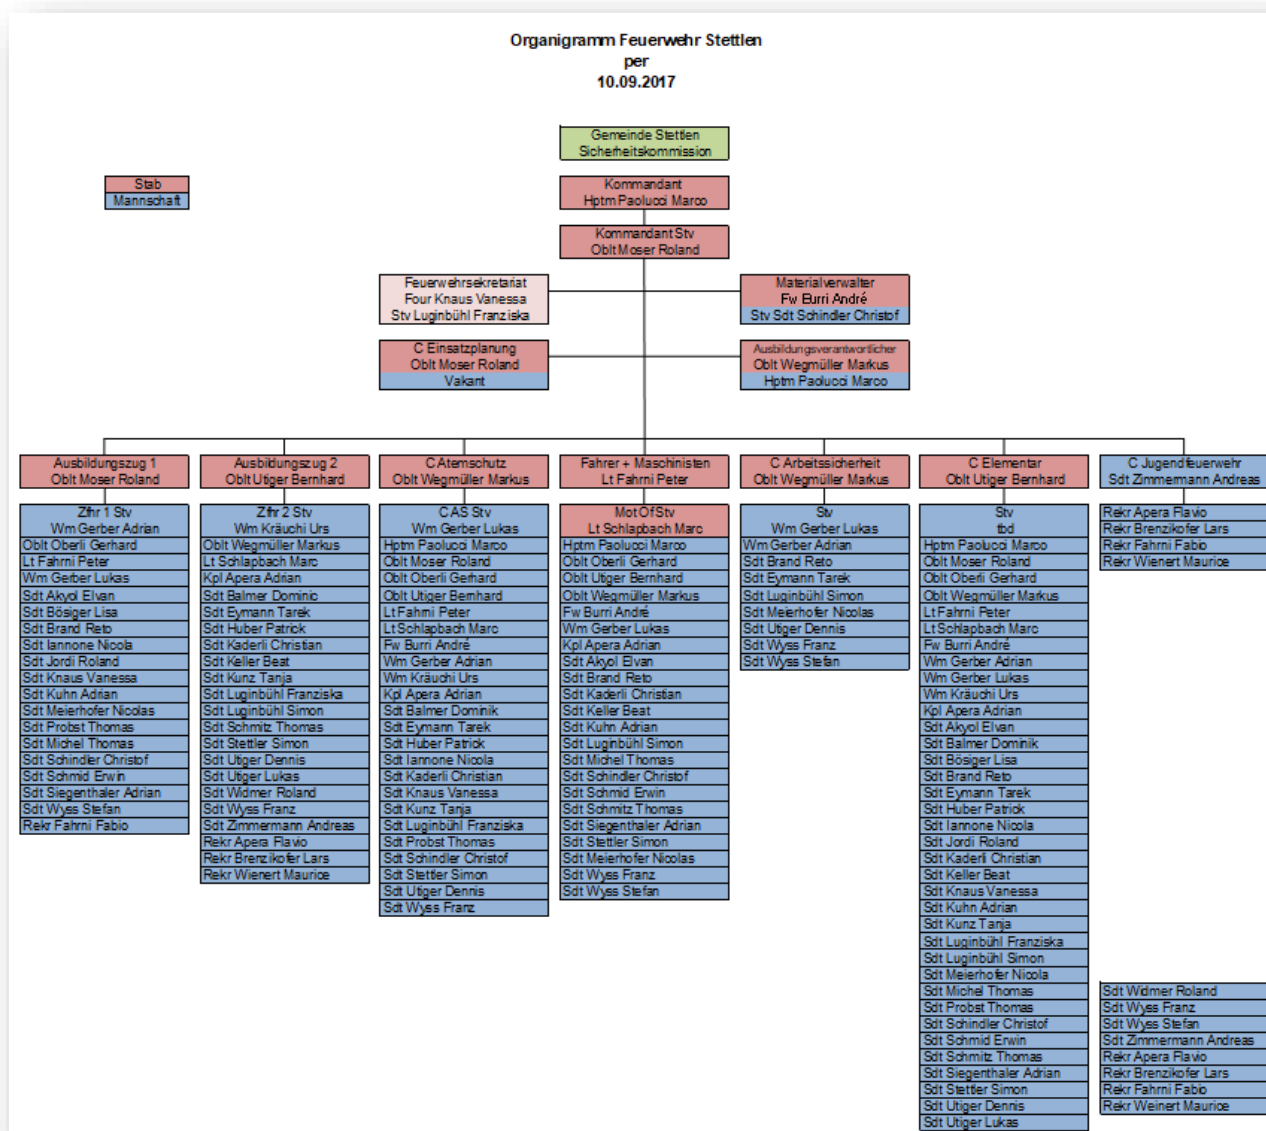 Organigramm Feuerwehr Stettlen
per
10.09.2017
Gemeinde Stettlen
Sicherheitskommission
Stab
Mannschaft
Kommandant
Hptm Paolucci Marco
Kommandant Stv
Oblt Moser Roland
Feuerwehrsekretariat
Four Knaus Vanessa
Stv Luginbühl Franziska
Materialverwalter
Fw Burri André
Stv Sdt Schindler Christof
C Einsatzplanung
Oblt Moser Roland
Vakant
Ausbildungsverantwortlicher
Oblt Wegmüller Markus
Hptm Paolucci Marco
Ausbildungszug 1
Oblt Moser Roland
Zfhr 1 Stv
Wm Gerber Adrian
Oblt Oberli Gerhard
Lt Fahrni Peter
Wm Gerber Lukas
Sdt Akyol Elvan
Sdt Bösiger Lisa
Sdt Brand Reto
Sdt Iannone Nicola
Sdt Jordi Roland
Sdt Knaus Vanessa
Sdt Kuhn Adrian
Sdt Meierhofer Nicolas
Sdt Probst Thomas
Sdt Michel Thomas
Sdt Schindler Christof
Sdt Schmid Erwin
Sdt Siegenthaler Adrian
Sdt Wyss Stefan
Rekr Fahrni Fabio
Ausbildungszug 2
Oblt Utiger Bernhard
Zfhr 2 Stv
Wm Kräuchi Urs
Oblt Wegmüller Markus
Lt Schlapbach Marc
Kpl Apera Adrian
Sdt Balmer Dominic
Sdt Eymann Tarek
Sdt Huber Patrick
Sdt Kaderli Christian
Sdt Keller Beat
Sdt Kunz Tanja
Sdt Luginbühl Franziska
Sdt Luginbühl Simon
Sdt Schmitz Thomas
Sdt Stettler Simon
Sdt Utiger Dennis
Sdt Utiger Lukas
Sdt Widmer Roland
Sdt Wyss Franz
Sdt Zimmermann Andreas
Rekr Apera Flavio
Rekr Brenzikofer Lars
Rekr Wienert Maurice
C Atemschutz
Oblt Wegmüller Markus
CAS Stv
Wm Gerber Lukas
Hptm Paolucci Marco
Oblt Moser Roland
Oblt Oberli Gerhard
Oblt Utiger Bernhard
Lt Fahrni Peter
Lt Schlapbach Marc
Fw Burri André
Wm Gerber Adrian
Wm Kräuchi Urs
Kpl Apera Adrian
Sdt Balmer Dominik
Sdt Eymann Tarek
Sdt Huber Patrick
Sdt Iannone Nicola
Sdt Kaderli Christian
Sdt Knaus Vanessa
Sdt Kunz Tanja
Sdt Luginbühl Franziska
Sdt Probst Thomas
Sdt Schindler Christof
Sdt Stettler Simon
Sdt Utiger Dennis
Sdt Wyss Franz
Fahrer + Maschinisten
Lt Fahrni Peter
Mot Of Stv
Lt Schlapbach Marc
Hptm Paolucci Marco
Oblt Oberli Gerhard
Oblt Utiger Bernhard
Oblt Wegmüller Markus
Fw Burri André
Wm Gerber Lukas
Kpl Apera Adrian
Sdt Akyol Elvan
Sdt Brand Reto
Sdt Kaderli Christian
Sdt Keller Beat
Sdt Kuhn Adrian
Sdt Luginbühl Simon
Sdt Michel Thomas
Sdt Schindler Christof
Sdt Schmid Erwin
Sdt Schmitz Thomas
Sdt Siegenthaler Adrian
Sdt Stettler Simon
Sdt Meierhofer Nicolas
Sdt Wyss Franz
Sdt Wyss Stefan
C Arbeitssicherheit
Oblt Wegmüller Markus
Stv
Wm Gerber Lukas
Wm Gerber Adrian
Sdt Brand Reto
Sdt Eymann Tarek
Sdt Luginbühl Simon
Sdt Meierhofer Nicolas
Sdt Utiger Dennis
Sdt Wyss Franz
Sdt Wyss Stefan
C Elementar
Oblt Utiger Bernhard
Stv
tbd
Hptm Paolucci Marco
Oblt Moser Roland
Oblt Oberli Gerhard
Oblt Wegmüller Markus
Lt Fahrni Peter
Lt Schlapbach Marc
Fw Burri André
Wm Gerber Adrian
Wm Gerber Lukas
Wm Kräuchi Urs
Kpl Apera Adrian
Sdt Akyol Elvan
Sdt Balmer Dominik
Sdt Bösiger Lisa
Sdt Brand Reto
Sdt Eymann Tarek
Sdt Huber Patrick
Sdt Iannone Nicola
Sdt Jordi Roland
Sdt Kaderli Christian
Sdt Keller Beat
Sdt Knaus Vanessa
Sdt Kuhn Adrian
Sdt Kunz Tanja
Sdt Luginbühl Franziska
Sdt Luginbühl Simon
Sdt Meierhofer Nicola
Sdt Michel Thomas
Sdt Probst Thomas
Sdt Schindler Christof
Sdt Schmid Erwin
Sdt Schmitz Thomas
Sdt Siegenthaler Adrian
Sdt Stettler Simon
Sdt Utiger Dennis
Sdt Utiger Lukas
C Jugendfeuerwehr
Sdt Zimmermann Andreas
Rekr Apera Flavio
Rekr Brenzikofer Lars
Rekr Fahrni Fabio
Rekr Wienert Maurice
Sdt Widmer Roland
Sdt Wyss Franz
Sdt Wyss Stefan
Sdt Zimmermann Andreas
Rekr Apera Flavio
Rekr Brenzikofer Lars
Rekr Fahrni Fabio
Rekr Weinert Maurice